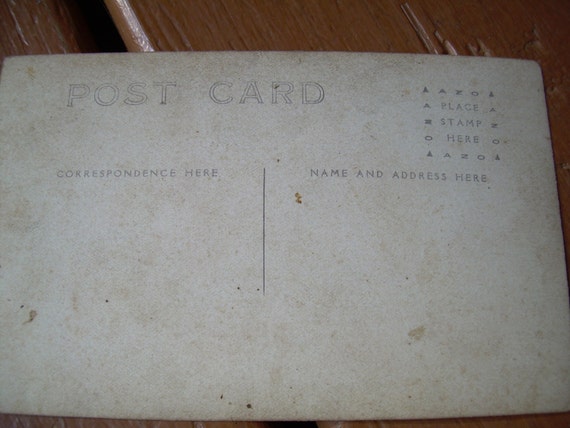 POST CARD
▲ AZO ▲
A PLACE A
Z STAMP Z
O HERE O
▲ AZO ▲
CORRESPONDENCE HERE
NAME AND ADDRESS HERE